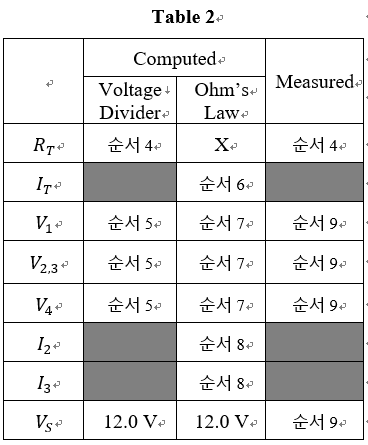 Table 2
Computed
Measured
Voltage Divider
Ohm's Law
R_T 순서 4 X 순서 4
I_T 순서 6
V_1 순서 5 순서 7 순서 9
V_2,3 순서 5 순서 7 순서 9
V_4 순서 5 순서 7 순서 9
I_2 순서 8
I_3 순서 8
V_S 12.0 V 12.0 V 순서 9